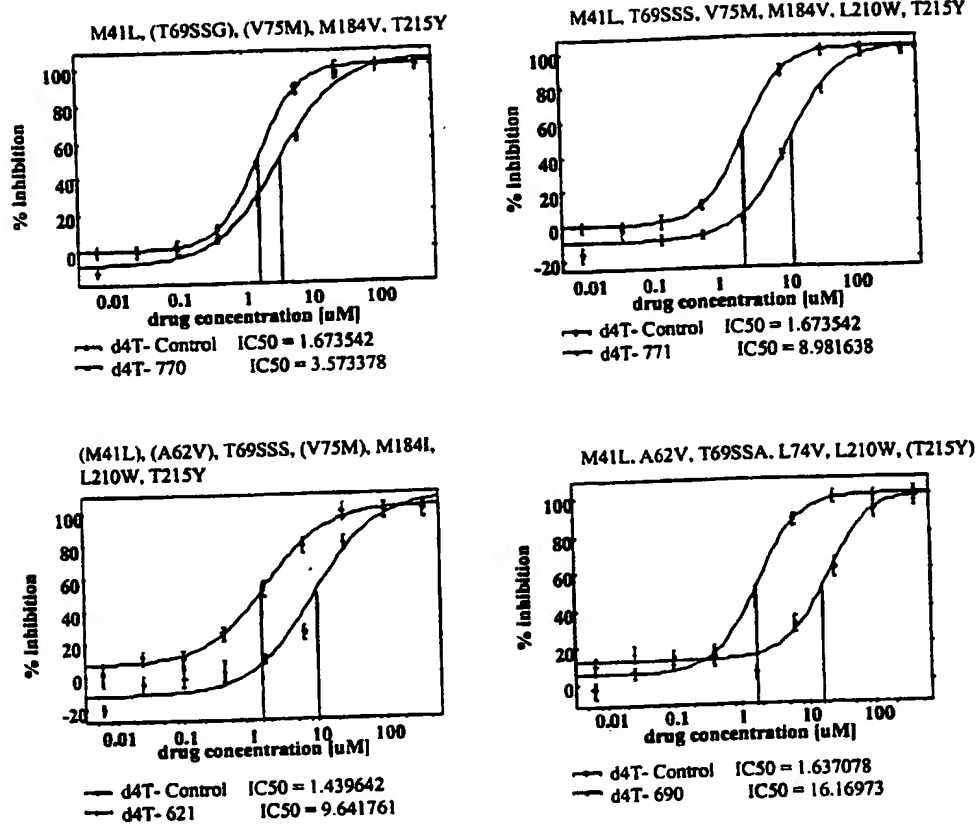 M41L, (T69SSG), (V75M), M184V, T215Y
% inhibition
100
80
60
40
20
0
0.01 0.1 1 10 100
drug concentration [uM]
d4T- Control IC50 = 1.673542
d4T- 770 IC50 = 3.573378
M41L, T69SSS, V75M, M184V, L210W, T215Y
% inhibition
100
80
60
40
20
0
-20
0.01 0.1 1 10 100
drug concentration [uM]
d4T- Control IC50 = 1.673542
d4T- 771 IC50 = 8.981638
(M41L), (A62V), T69SSS, (V75M), M184I,
L210W, T215Y
% inhibition
100
80
60
40
20
0
-20
0.01 0.1 1 10 100
drug concentration [uM]
d4T- Control IC50 = 1.439642
d4T- 621 IC50 = 9.641761
M41L. A62V, T69SSA. L74V, L210W, (T215Y)
% inhibition
100
80
60
40
20
0
0.01 0.1 1 10 100
drug concentration [uM]
d4T- Control IC50 = 1.637078
d4T- 690 IC50 = 16.16973